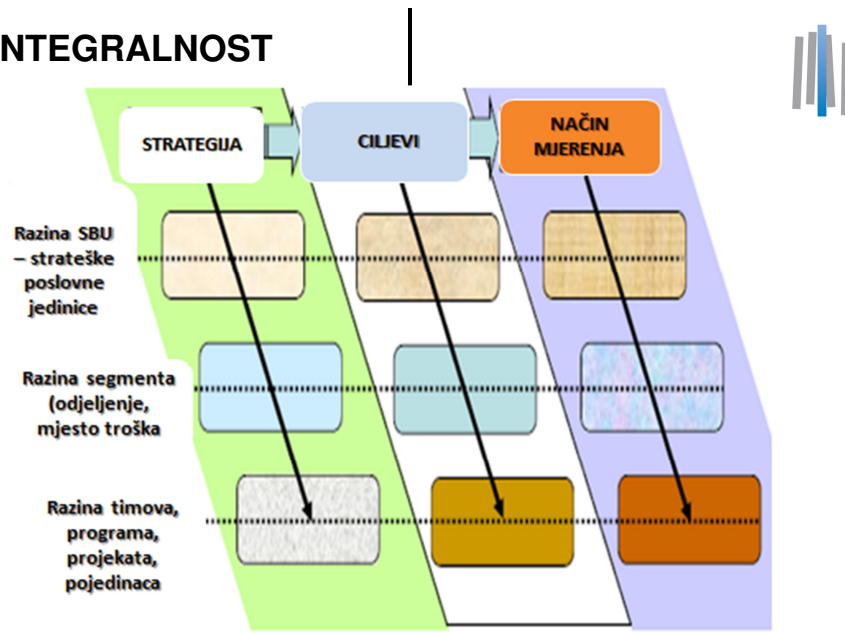 NTEGRALNOST
STRATEGIJA
CILJEVI
NAČIN
MJERENJA
Razina SBU
– strateške
poslovne
jedinice
Razina segmenta
(odjeljenje,
mjesto troška
Razina timova,
programa,
projekata,
pojedinaca